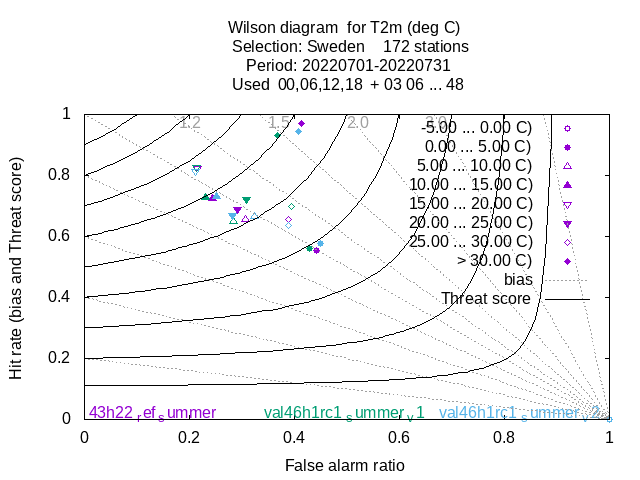 Wilson diagram  for T2m (deg C)
Selection: Sweden    172 stations
Period: 20220701-20220731
Used  00,06,12,18  + 03 06 ... 48
1.2
1.5
2.0
3.0
-5.00 ... 0.00 C)
0.00 ... 5.00 C)
5.00 ... 10.00 C)
10.00 ... 15.00 C)
15.00 ... 20.00 C)
20.00 ... 25.00 C)
25.00 ... 30.00 C)
> 30.00 C)
bias
Threat score
43h22_ref_summer
val46h1rc1_summer_v1
val46h1rc1_summer_v2
1
0.8
0.6
0.4
0.2
0
0 0.2 0.4 0.6 0.8 1
Hit rate (bias and Threat score)
False alarm ratio